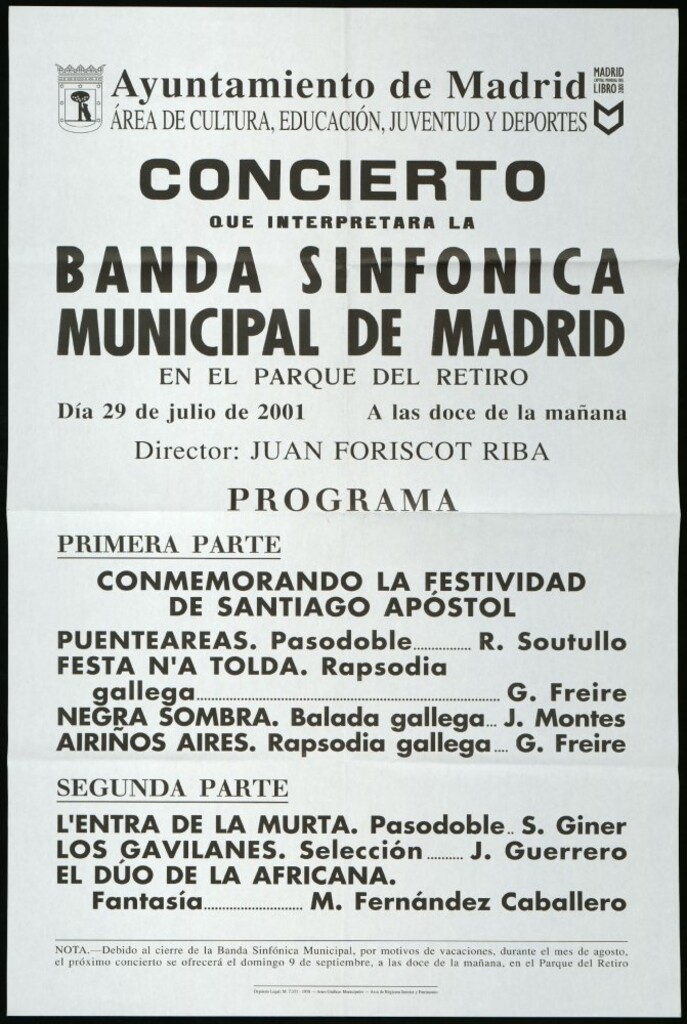 Ayuntamiento de Madrid
ÁREA DE CULTURA, EDUCACIÓN, JUVENTUD Y DEPORTES
MADRID
LIBRO
CONCIERTO
QUE INTERPRETARA LA
BANDA SINFONICA
MUNICIPAL DE MADRID
EN EL PARQUE DEL RETIRO
Día 29 de julio de 2001 A las doce de la mañana
Director: JUAN FORISCOT RIBA
PROGRAMA
PRIMERA PARTE
CONMEMORANDO LA FESTIVIDAD
DE SANTIAGO APÓSTOL
PUENTEAREAS. Pasodoble................ R. Soutullo
FESTA N'A TOLDA. Rapsodia
gallega................................................................ G. Freire
NEGRA SOMBRA. Balada gallega... J. Montes
AIRIÑOS AIRES. Rapsodia gallega.... G. Freire
SEGUNDA PARTE
L'ENTRA DE LA MURTA. Pasodoble.. S. Giner
LOS GAVILANES. Selección.......... J. Guerrero
EL DÚO DE LA AFRICANA.
Fantasía............................ M. Fernández Caballero
NOTA.—Debido al cierre de la Banda Sinfónica Municipal, por motivos de vacaciones, durante el mes de agosto,
el próximo concierto se ofrecerá el domingo 9 de septiembre, a las doce de la mañana, en el Parque del Retiro